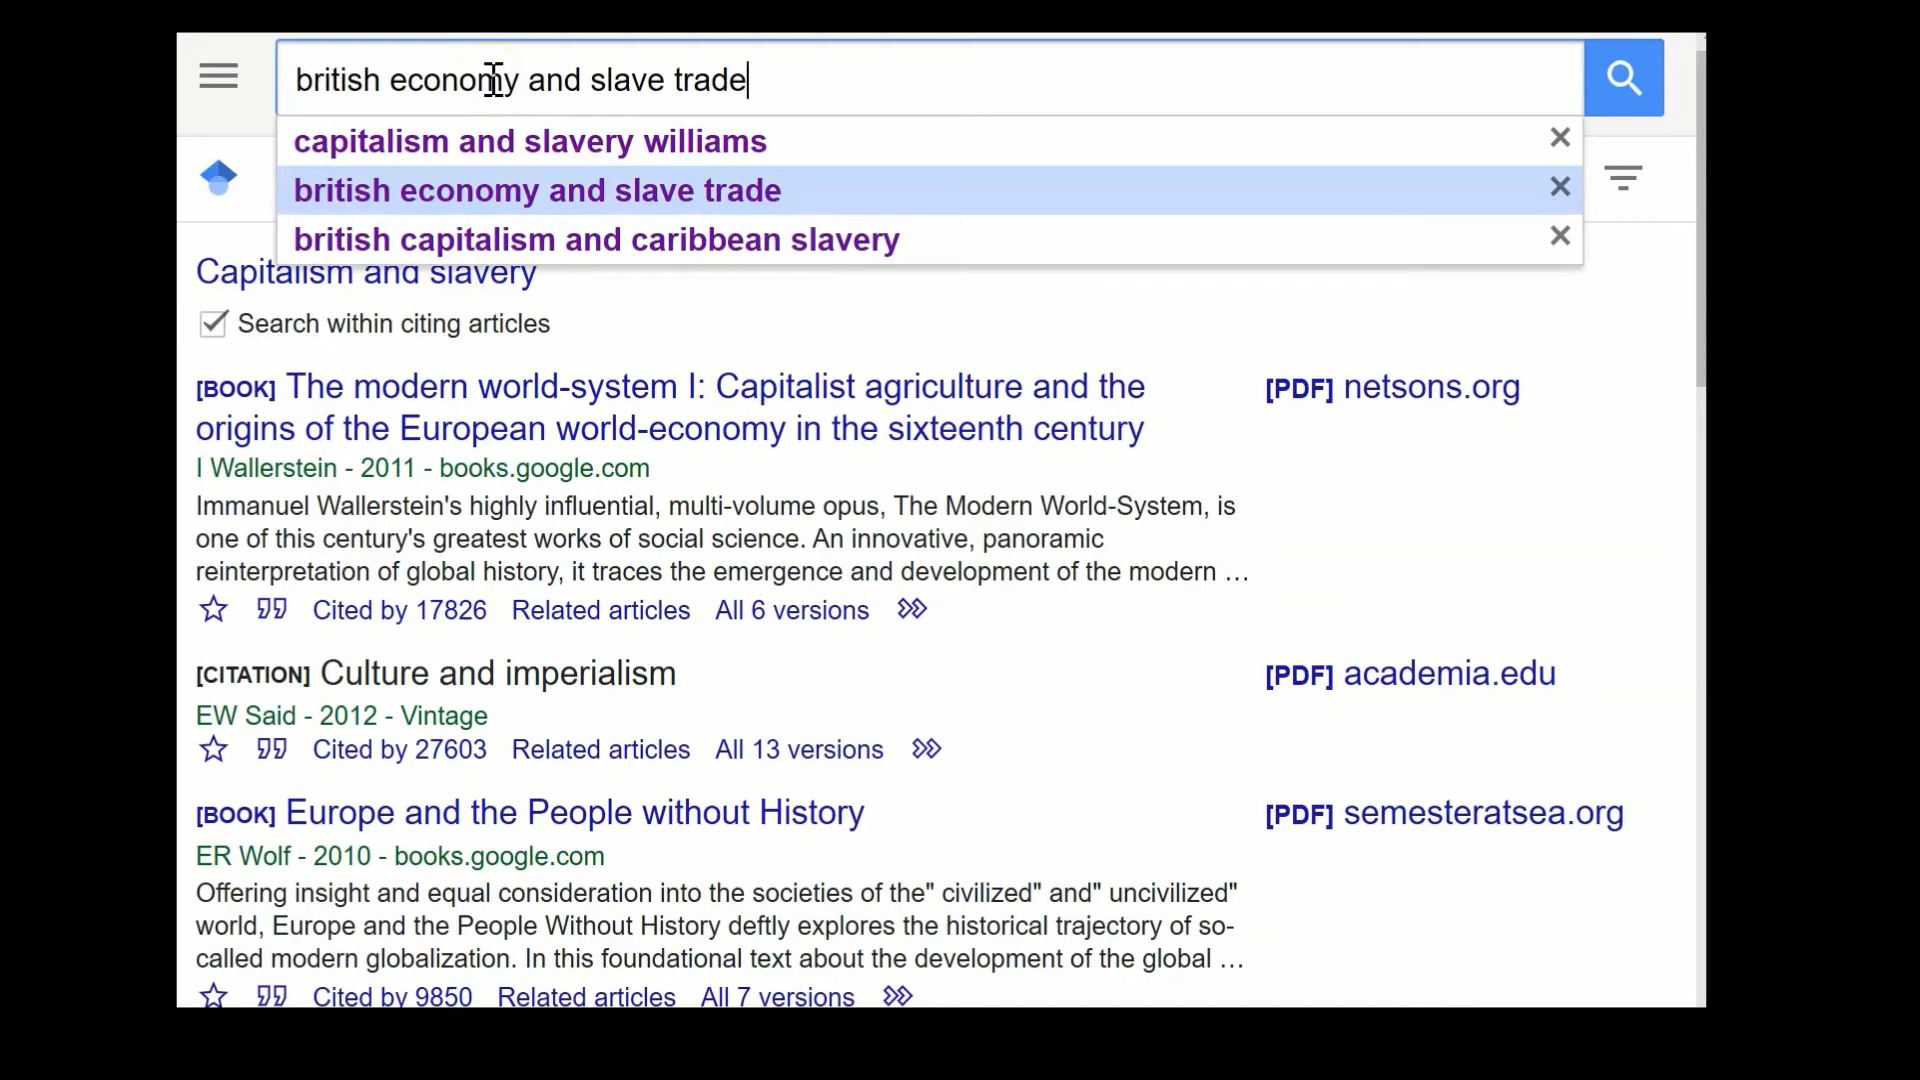 british economy and slave trade
capitalism and slavery williams
british economy and slave trade
british capitalism and caribbean slavery
Capitalism and slavery
Search within citing articles
[BOOK] The modern world-system I: Capitalist agriculture and the
origins of the European world-economy in the sixteenth century
[PDF] netsons.org
I Wallerstein - 2011 - books.google.com
Immanuel Wallerstein's highly influential, multi-volume opus, The Modern World-System, is
one of this century's greatest works of social science. An innovative, panoramic
reinterpretation of global history, it traces the emergence and development of the modern …
Cited by 17826 Related articles All 6 versions
[CITATION] Culture and imperialism
[PDF] academia.edu
EW Said - 2012 - Vintage
Cited by 27603 Related articles All 13 versions
[BOOK] Europe and the People without History
[PDF] semesteratsea.org
ER Wolf - 2010 - books.google.com
Offering insight and equal consideration into the societies of the" civilized" and" uncivilized"
world, Europe and the People Without History deftly explores the historical trajectory of so-
called modern globalization. In this foundational text about the development of the global …
Cited by 9850 Related articles All 7 versions